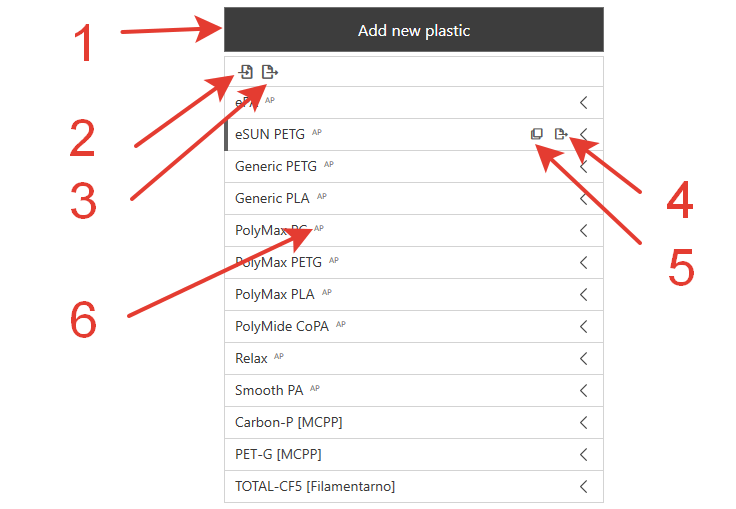 1
Add new plastic
2
3
ePA AP
eSUN PETG AP
Generic PETG AP
4
Generic PLA AP
PolyMax PC AP
5
PolyMax PETG AP
6
PolyMax PLA AP
PolyMide CoPA AP
Relax AP
Smooth PA AP
Carbon-P [MCPP]
PET-G [MCPP]
TOTAL-CF5 [Filamentarno]